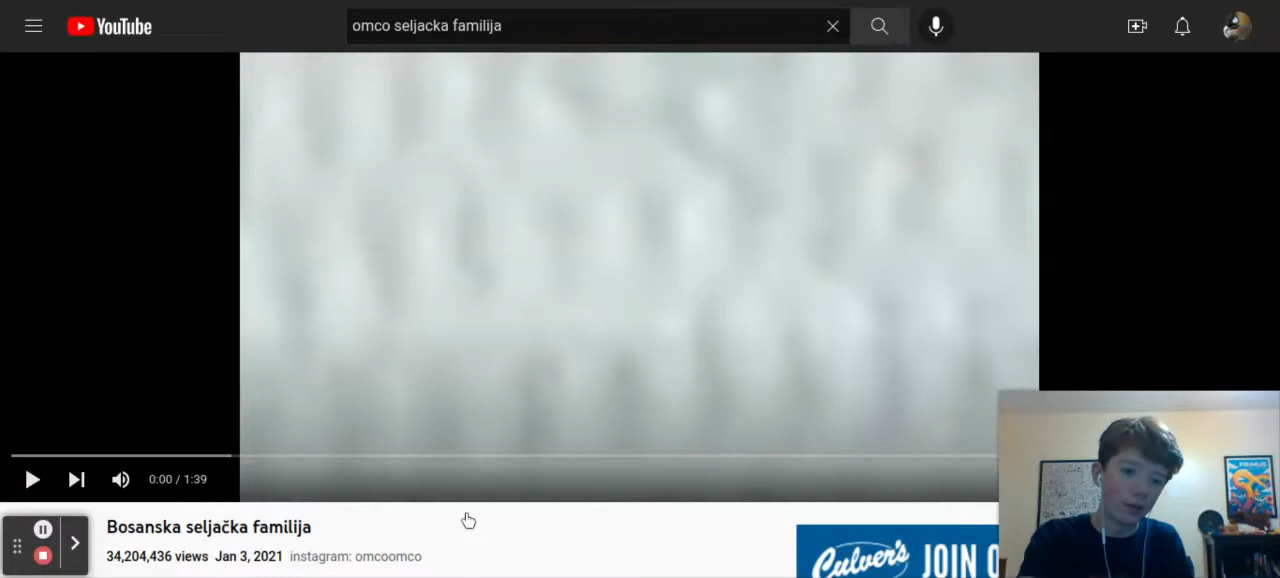 YouTube
omco seljacka familija
0:00 / 1:39
Bosanska seljačka familija
34,204,436 views Jan 3, 2021 instagram: omcoomco
Culver's JOIN O
PRIMUS